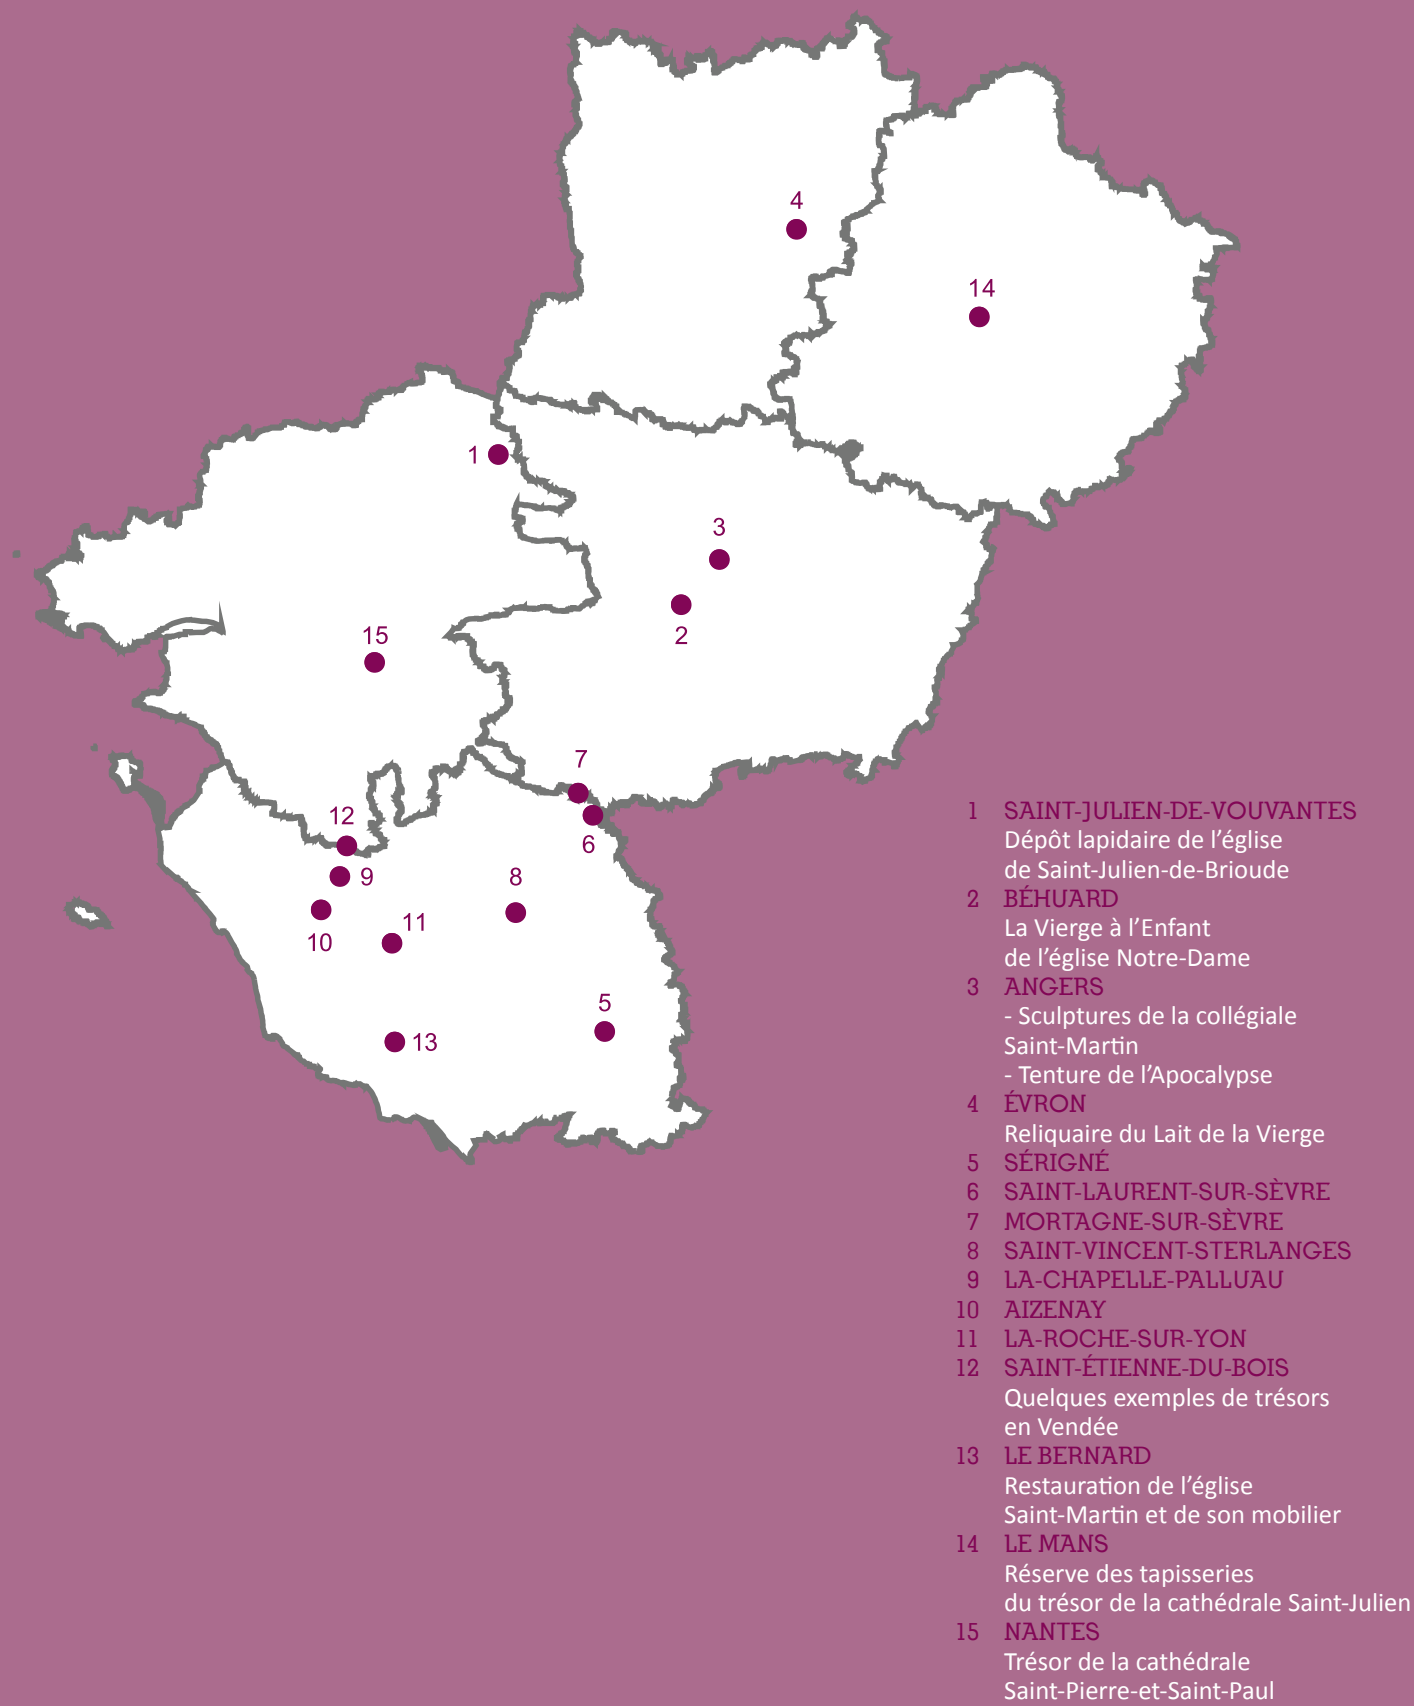 4
14
1
3
2
15
7
12
6
9
8
10
11
5
13
1 SAINT-JULIEN-DE-VOUVANTES
Dépôt lapidaire de l’église
de Saint-Julien-de-Brioude
2 BÉHUARD
La Vierge à l’Enfant
de l’église Notre-Dame
3 ANGERS
- Sculptures de la collégiale
Saint-Martin
- Tenture de l’Apocalypse
4 ÉVRON
Reliquaire du Lait de la Vierge
5 SÉRIGNÉ
6 SAINT-LAURENT-SUR-SÈVRE
7 MORTAGNE-SUR-SÈVRE
8 SAINT-VINCENT-STERLANGES
9 LA-CHAPELLE-PALLUAU
10 AIZENAY
11 LA-ROCHE-SUR-YON
12 SAINT-ÉTIENNE-DU-BOIS
Quelques exemples de trésors
en Vendée
13 LE BERNARD
Restauration de l’église
Saint-Martin et de son mobilier
14 LE MANS
Réserve des tapisseries
du trésor de la cathédrale Saint-Julien
15 NANTES
Trésor de la cathédrale
Saint-Pierre-et-Saint-Paul